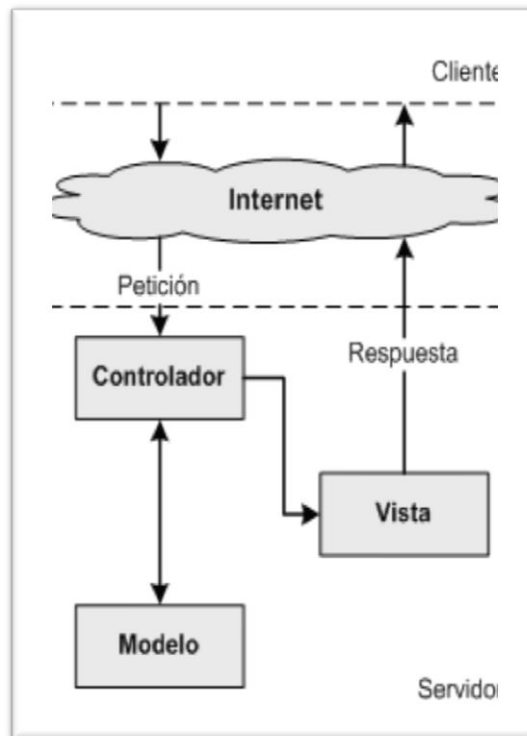 Cliente
Internet
Petición
Controlador
Respuesta
Vista
Modelo
Servidor